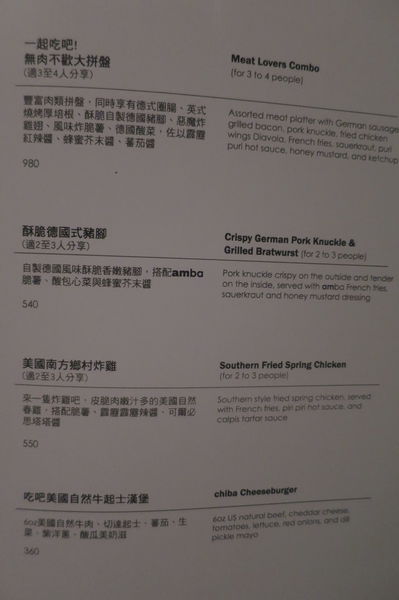 一起吃吧!
無肉不歡大拼盤
(適3至4人分享)
Meat Lovers Combo
(for 3 to 4 people)
豐富肉類拼盤，同時享有德式圈腸、英式
燒烤厚培根、酥脆自製德國豬腳、惡魔炸
雞翅、風味炸脆薯、德國酸菜，佐以霹靂
紅辣醬、蜂蜜芥末醬、蕃茄醬
980
Assorted meat platter with German sausage
grilled bacon, pork knuckle, fried chicken
wings Diavola, French fries, sauerkraut, puri
puri hot sauce, honey mustard, and ketchup
酥脆德國式豬腳
(適2至3人分享)
Crispy German Pork Knuckle &
Grilled Bratwurst (for 2 to 3 people)
自製德國風味酥脆香嫩豬腳，搭配amba
脆薯、酸包心菜與蜂蜜芥末醬
540
Pork knuckle crispy on the outside and tender
on the inside, served with amba French fries,
sauerkraut and honey mustard dressing
美國南方鄉村炸雞
(適2至3人分享)
Southern Fried Spring Chicken
(for 2 to 3 people)
來一隻炸雞吧，皮脆肉嫩汁多的美國自然
春雞，搭配脆薯、霹靂霹靂辣醬、可爾必
思塔塔醬
550
Southern style fried spring chicken, served
with French fries, piri piri hot sauce, and
calpis tartar sauce
吃吧美國自然牛起士漢堡
chiba Cheeseburger
6oz美國自然牛肉、切達起士、蕃茄、生
菜、紫洋蔥、酸瓜美奶滋
360
6oz US natural beef, cheddar cheese,
tomatoes, lettuce, red onions, and dill
pickle mayo